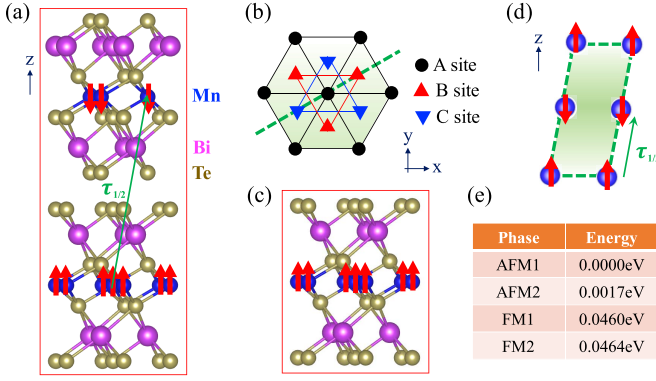 (a)
z
Mn
Bi
Te
τ1/2
(b)
A site
B site
C site
y
x
(c)
(d)
z
τ1/
(e)
Phase Energy
AFM1 0.0000eV
AFM2 0.0017eV
FM1 0.0460eV
FM2 0.0464eV